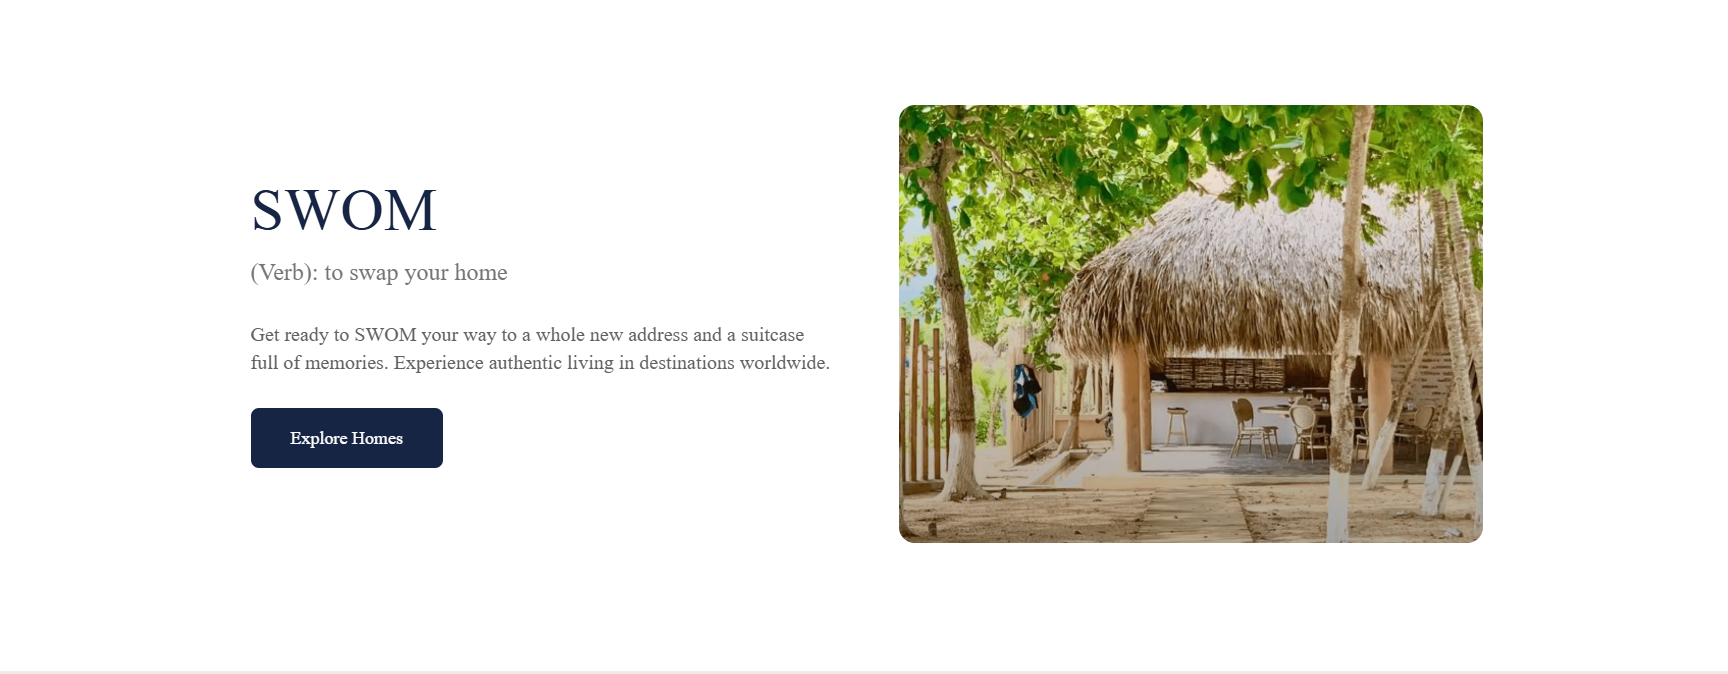 SWOM
(Verb): to swap your home
Get ready to SWOM your way to a whole new address and a suitcase
full of memories. Experience authentic living in destinations worldwide.
Explore Homes